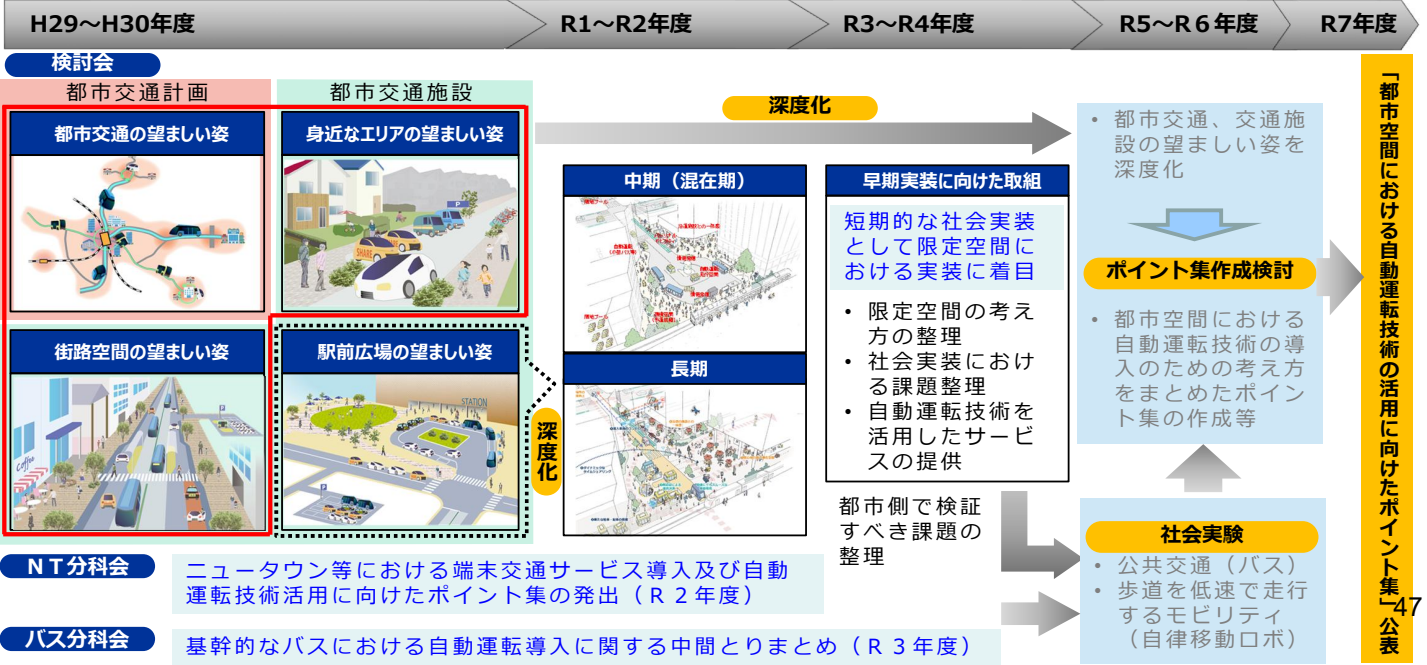 H29～H30年度
R1～R2年度
R3～R4年度
R5～R６年度
R7年度
検討会
都市交通計画
都市交通施設
都市交通の望ましい姿
身近なエリアの望ましい姿
街路空間の望ましい姿
駅前広場の望ましい姿
SHARE
P
Coffee
STATION
深度化
深度化
中期（混在期）
長期
早期実装に向けた取組
短期的な社会実装
として限定空間に
おける実装に着目
• 限定空間の考え
方の整理
• 社会実装におけ
る課題整理
• 自動運転技術を
活用したサービ
スの提供
都市側で検証
すべき課題の
整理
• 都市交通、交通施
設の望ましい姿を
深度化
ポイント集作成検討
• 都市空間における
自動運転技術の導
入のための考え方
をまとめたポイン
ト集の作成等
社会実験
• 公共交通（バス）
• 歩道を低速で走行
するモビリティ
（自律移動ロボ）
「都市空間における自動運転技術の活用に向けたポイント集」公表
ＮＴ分科会
ニュータウン等における端末交通サービス導入及び自動
運転技術活用に向けたポイント集の発出（Ｒ２年度）
バス分科会
基幹的なバスにおける自動運転導入に関する中間とりまとめ（Ｒ３年度）
47